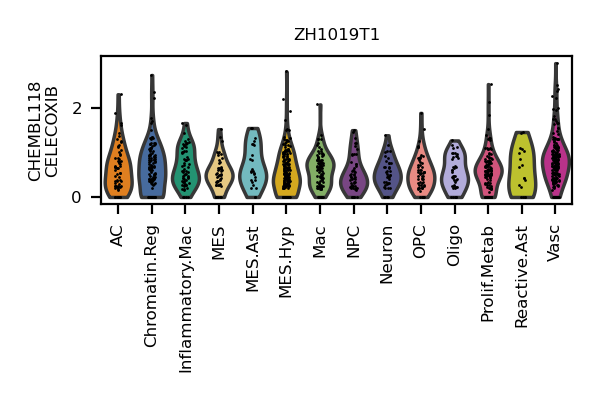 ZH1019T1
CHEMBL118
CELECOXIB
2
0
AC
Chromatin.Reg
Inflammatory.Mac
MES
MES.Ast
MES.Hyp
Mac
NPC
Neuron
OPC
Oligo
Prolif.Metab
Reactive.Ast
Vasc